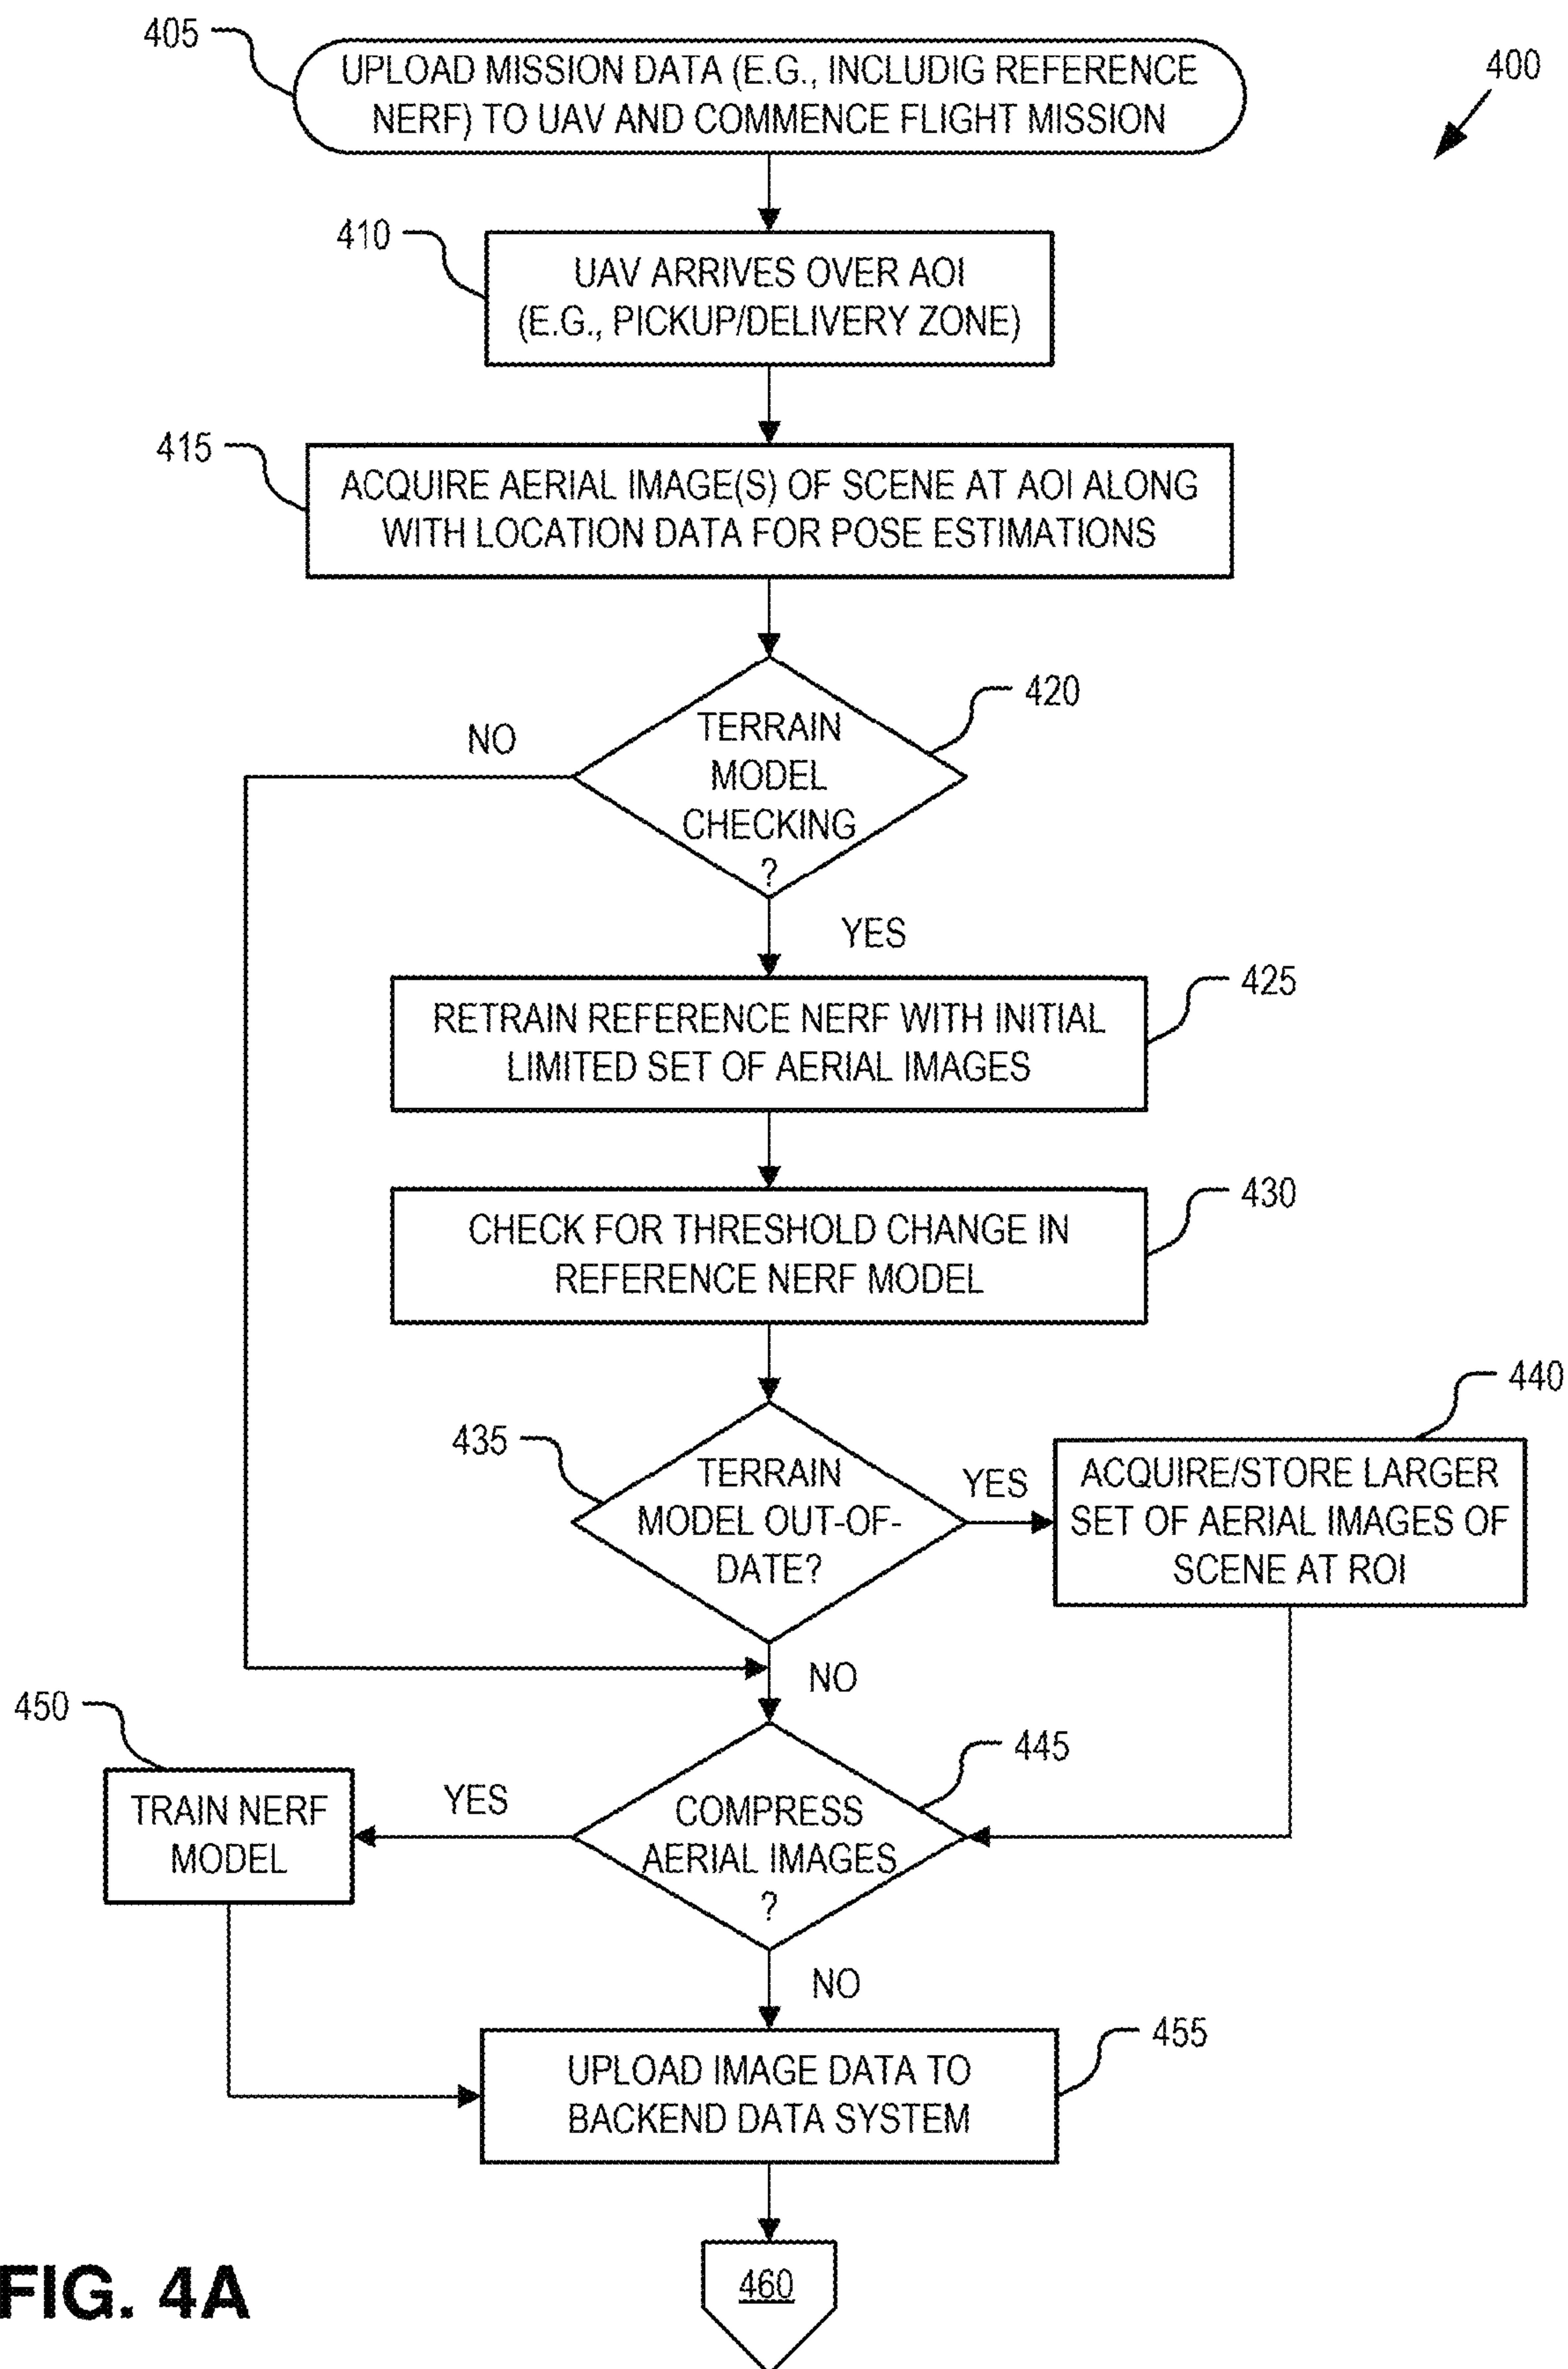 405
UPLOAD MISSION DATA (E.G., INCLUDIG REFERENCE
NERF) TO UAV AND COMMENCE FLIGHT MISSION
400
410
UAV ARRIVES OVER AOI
(E.G., PICKUP/DELIVERY ZONE)
415
ACQUIRE AERIAL IMAGE(S) OF SCENE AT AOI ALONG
WITH LOCATION DATA FOR POSE ESTIMATIONS
420
NO
TERRAIN
MODEL
CHECKING
?
YES
425
RETRAIN REFERENCE NERF WITH INITIAL
LIMITED SET OF AERIAL IMAGES
430
CHECK FOR THRESHOLD CHANGE IN
REFERENCE NERF MODEL
435
TERRAIN
MODEL OUT-OF-
DATE?
YES
440
ACQUIRE/STORE LARGER
SET OF AERIAL IMAGES OF
SCENE AT ROI
NO
445
COMPRESS
AERIAL IMAGES
?
YES
450
TRAIN NERF
MODEL
NO
455
UPLOAD IMAGE DATA TO
BACKEND DATA SYSTEM
460
FIG. 4A